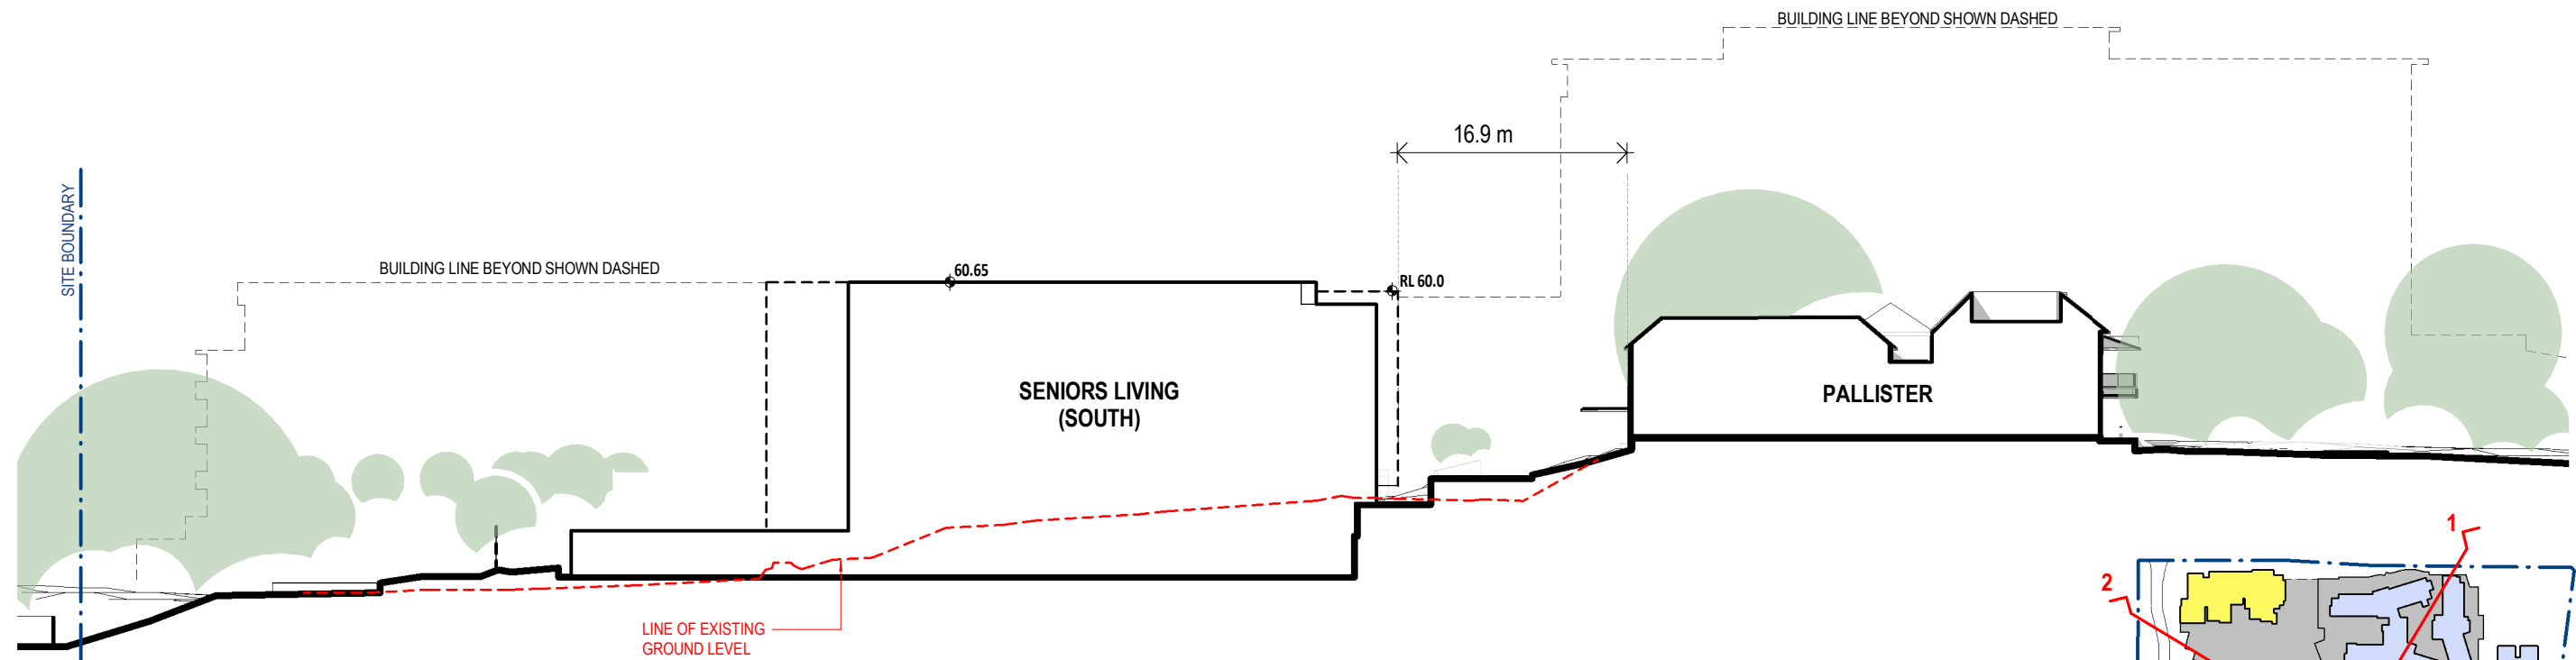 BUILDING LINE BEYOND SHOWN DASHED
16.9 m
SITE BOUNDARY
BUILDING LINE BEYOND SHOWN DASHED
60.65
RL 60.0
SENIORS LIVING
(SOUTH)
PALLISTER
LINE OF EXISTING
GROUND LEVEL
1
2